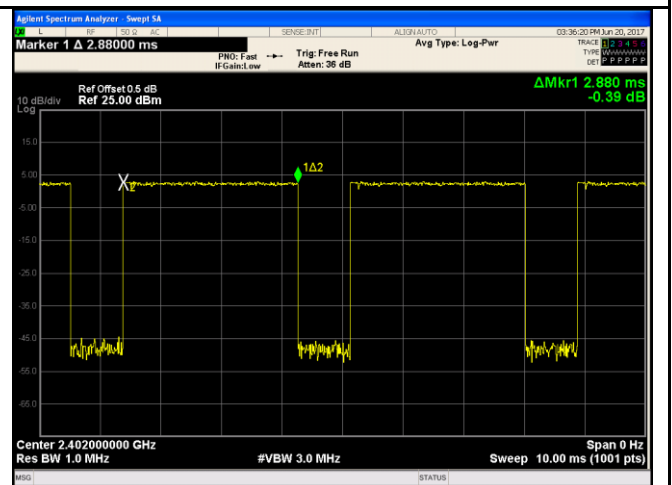 Agilent Spectrum Analyzer - Swept SA
L RF 50 Ω AC SENSE:INT ALIGN AUTO 03:36:20 PM Jun 20, 2017
Marker 1 Δ 2.88000 ms
PNO: Fast
IFGain:Low
Trig: Free Run
Atten: 36 dB
Avg Type: Log-Pwr
TRACE 1 2 3 4 5 6
TYPE WWWWWW
DET P P P P P P
Ref Offset 0.5 dB
10 dB/div Ref 25.00 dBm
ΔMkr1 2.880 ms
-0.39 dB
Log
15.0
5.00
-5.00
-15.0
-25.0
-35.0
-45.0
-55.0
-65.0
1Δ2
X2
Center 2.402000000 GHz Span 0 Hz
Res BW 1.0 MHz #VBW 3.0 MHz Sweep 10.00 ms (1001 pts)
MSG STATUS